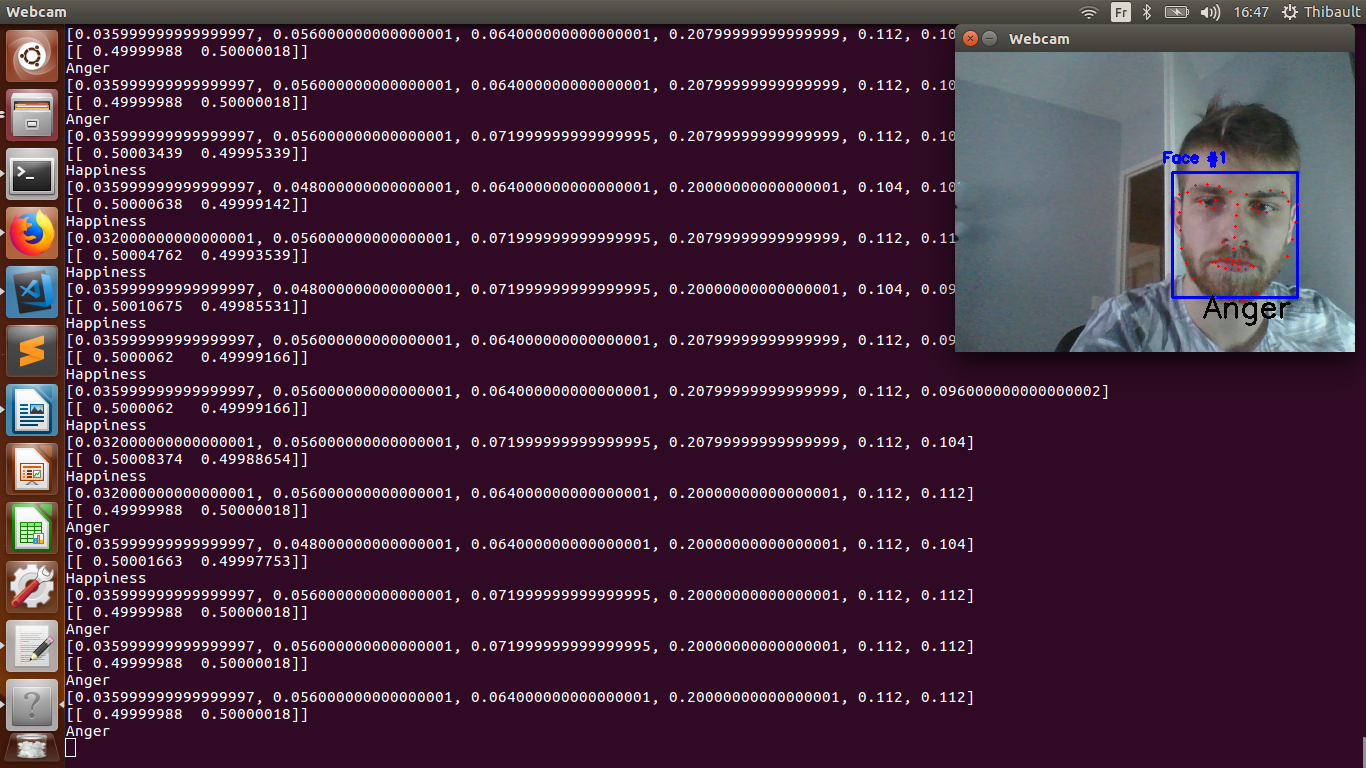 Webcam
Fr
16:47
Thibault
[0.035999999999999997, 0.056000000000000001, 0.064000000000000001, 0.20799999999999999, 0.112, 0.10
[[ 0.49999988  0.50000018]]
Anger
[0.035999999999999997, 0.056000000000000001, 0.064000000000000001, 0.20799999999999999, 0.112, 0.10
[[ 0.49999988  0.50000018]]
Anger
[0.035999999999999997, 0.056000000000000001, 0.071999999999999995, 0.20799999999999999, 0.112, 0.10
[[ 0.50003439  0.49995339]]
Happiness
[0.035999999999999997, 0.048000000000000001, 0.064000000000000001, 0.20000000000000001, 0.104, 0.10
[[ 0.50000638  0.49999142]]
Happiness
[0.032000000000000001, 0.056000000000000001, 0.071999999999999995, 0.20799999999999999, 0.112, 0.11
[[ 0.50004762  0.49993539]]
Happiness
[0.035999999999999997, 0.048000000000000001, 0.071999999999999995, 0.20000000000000001, 0.104, 0.09
[[ 0.50010675  0.49985531]]
Happiness
[0.035999999999999997, 0.056000000000000001, 0.064000000000000001, 0.20799999999999999, 0.112, 0.09
[[ 0.5000062   0.49999166]]
Happiness
[0.035999999999999997, 0.056000000000000001, 0.064000000000000001, 0.20799999999999999, 0.112, 0.096000000000000002]
[[ 0.5000062   0.49999166]]
Happiness
[0.032000000000000001, 0.056000000000000001, 0.071999999999999995, 0.20799999999999999, 0.112, 0.104]
[[ 0.50008374  0.49988654]]
Happiness
[0.032000000000000001, 0.056000000000000001, 0.064000000000000001, 0.20000000000000001, 0.112, 0.112]
[[ 0.49999988  0.50000018]]
Anger
[0.035999999999999997, 0.048000000000000001, 0.064000000000000001, 0.20000000000000001, 0.112, 0.104]
[[ 0.50001663  0.49997753]]
Happiness
[0.035999999999999997, 0.056000000000000001, 0.071999999999999995, 0.20000000000000001, 0.112, 0.112]
[[ 0.49999988  0.50000018]]
Anger
[0.035999999999999997, 0.056000000000000001, 0.071999999999999995, 0.20000000000000001, 0.112, 0.112]
[[ 0.49999988  0.50000018]]
Anger
[0.035999999999999997, 0.056000000000000001, 0.064000000000000001, 0.20000000000000001, 0.112, 0.112]
[[ 0.49999988  0.50000018]]
Anger
Webcam
Face #1
Anger